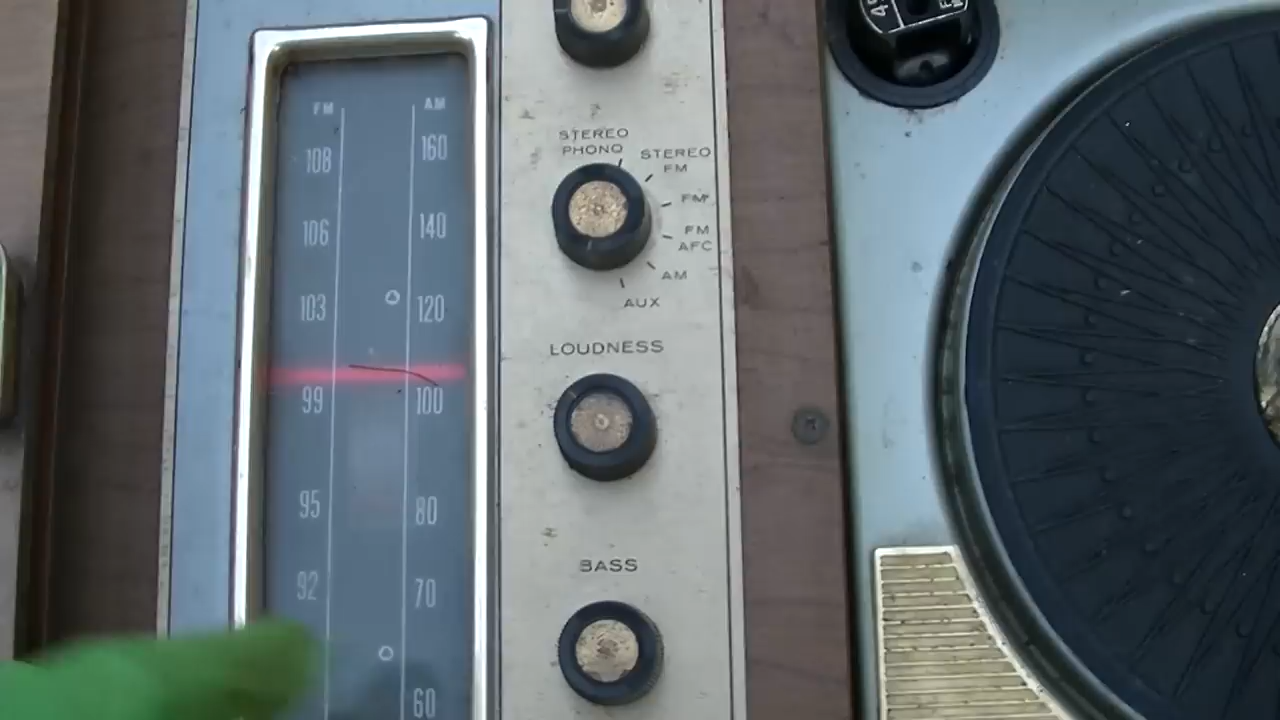 FM AM
108 160
106 140
103 120
99 100
95 80
92 70
60
STEREO
PHONO
STEREO
FM
FM
FM
AFC
AM
AUX
LOUDNESS
BASS